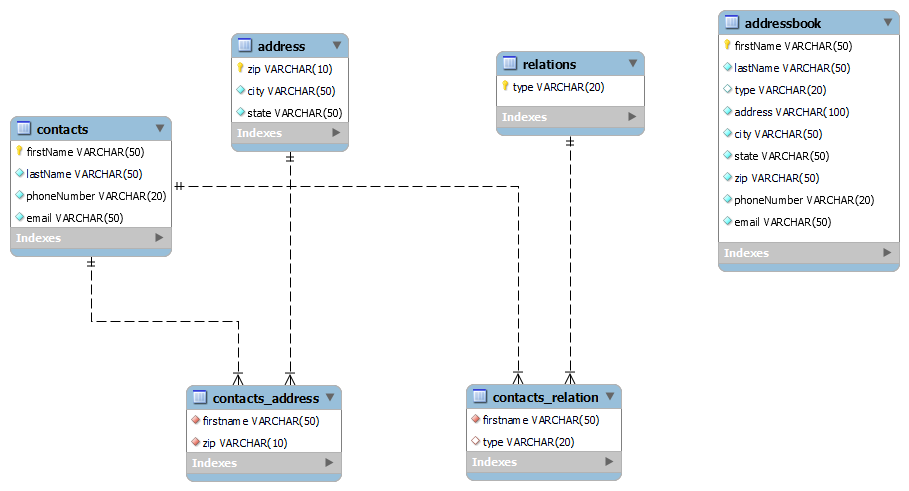 address
zip VARCHAR(10)
city VARCHAR(50)
state VARCHAR(50)
Indexes
relations
type VARCHAR(20)
Indexes
addressbook
firstName VARCHAR(50)
lastName VARCHAR(50)
type VARCHAR(20)
address VARCHAR(100)
city VARCHAR(50)
state VARCHAR(50)
zip VARCHAR(50)
phoneNumber VARCHAR(20)
email VARCHAR(50)
Indexes
contacts
firstName VARCHAR(50)
lastName VARCHAR(50)
phoneNumber VARCHAR(20)
email VARCHAR(50)
Indexes
contacts_address
firstname VARCHAR(50)
zip VARCHAR(10)
Indexes
contacts_relation
firstname VARCHAR(50)
type VARCHAR(20)
Indexes